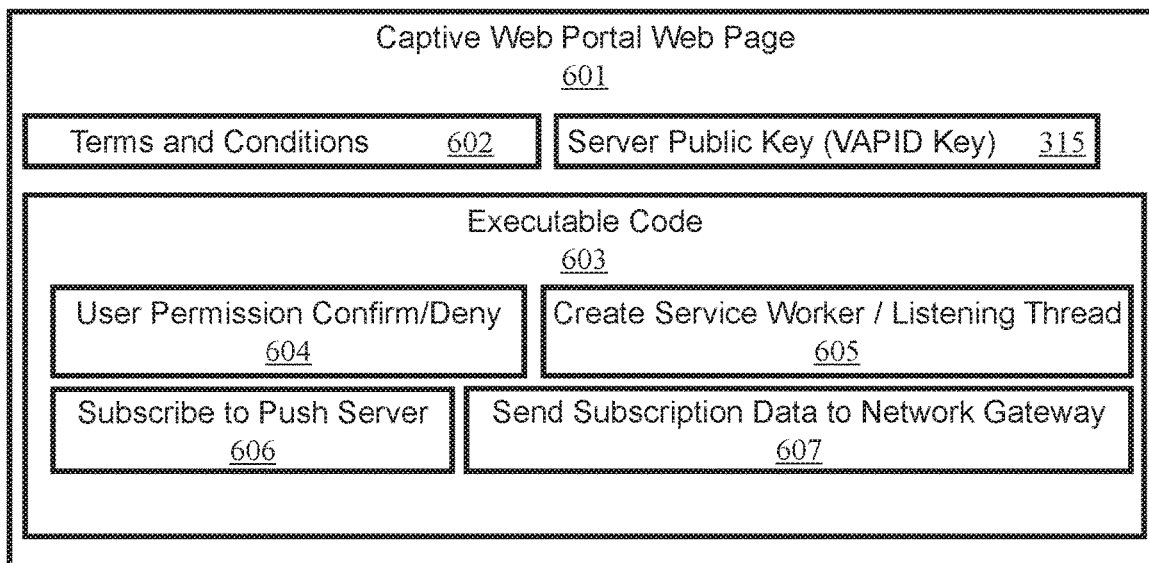 Captive Web Portal Web Page
601
Terms and Conditions 602
Server Public Key (VAPID Key) 315
Executable Code
603
User Permission Confirm/Deny
604
Create Service Worker / Listening Thread
605
Subscribe to Push Server
606
Send Subscription Data to Network Gateway
607